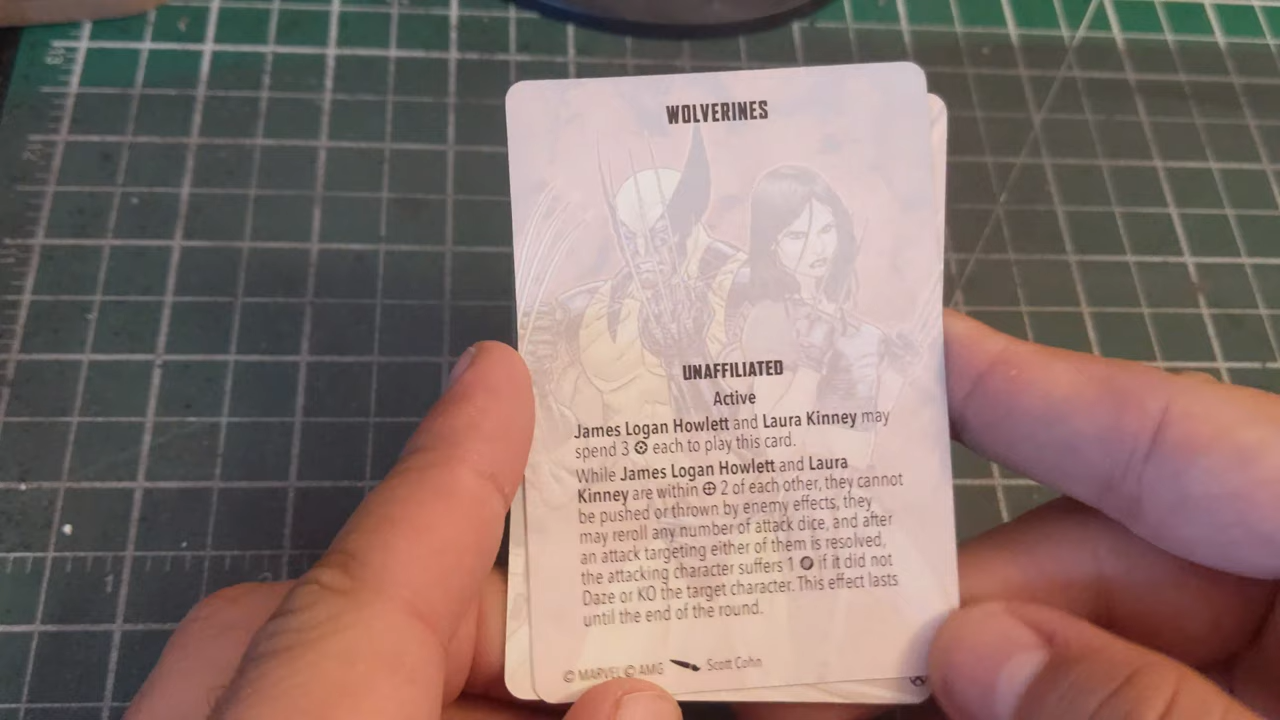 WOLVERINES
UNAFFILIATED
Active
James Logan Howlett and Laura Kinney may
spend 3 each to play this card.
While James Logan Howlett and Laura
Kinney are within 2 of each other, they cannot
be pushed or thrown by enemy effects, they
may reroll any number of attack dice, and after
an attack targeting either of them is resolved,
the attacking character suffers 1 if it did not
Daze or KO the target character. This effect lasts
until the end of the round.
© MARVEL © AMG Scott Cohn